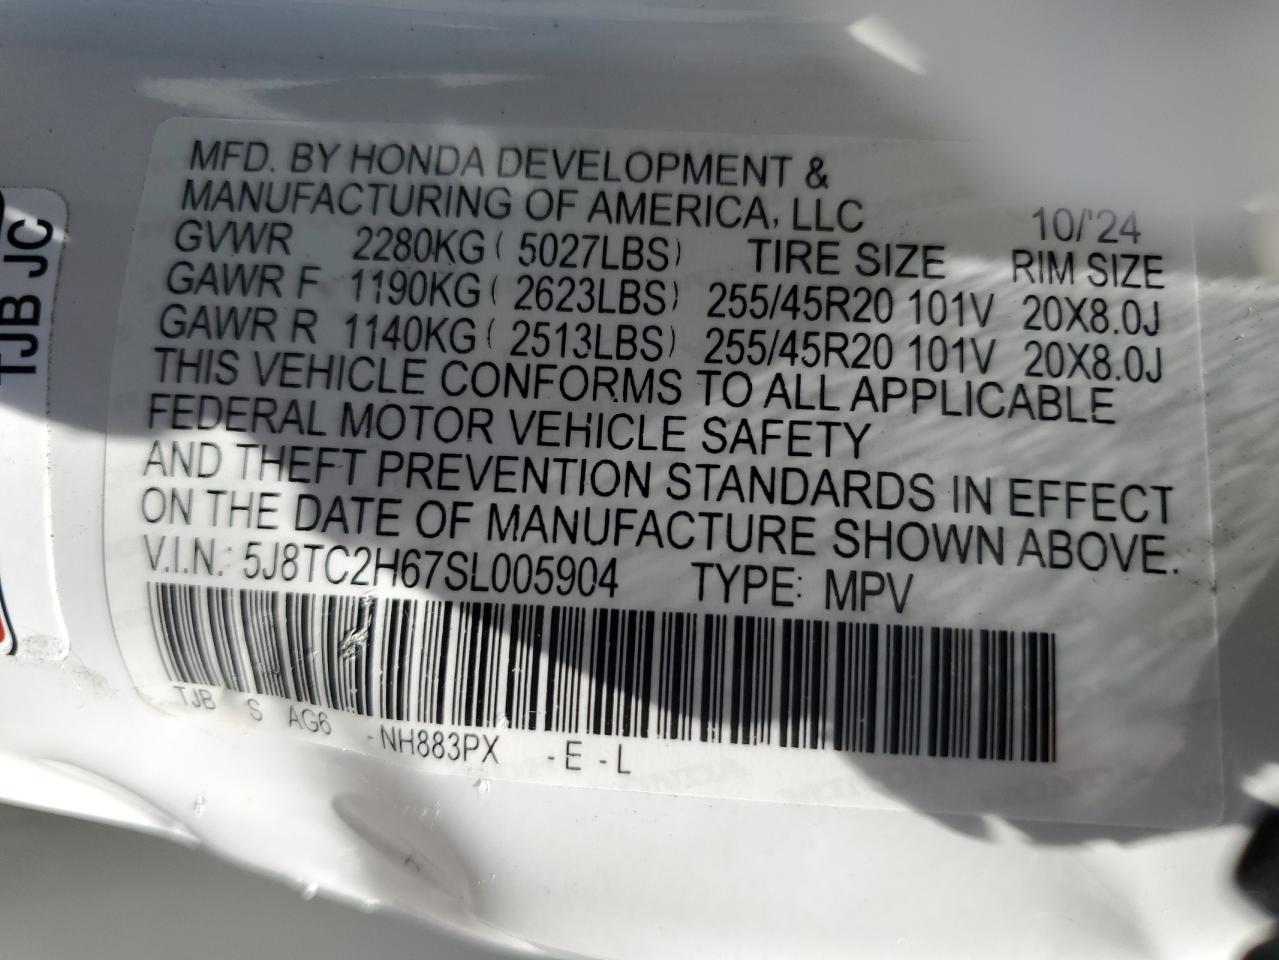 MFD. BY HONDA DEVELOPMENT &
MANUFACTURING OF AMERICA, LLC 10/'24
GVWR 2280KG ( 5027LBS) TIRE SIZE RIM SIZE
GAWR F 1190KG ( 2623LBS) 255/45R20 101V 20X8.0J
GAWR R 1140KG ( 2513LBS) 255/45R20 101V 20X8.0J
THIS VEHICLE CONFORMS TO ALL APPLICABLE
FEDERAL MOTOR VEHICLE SAFETY
AND THEFT PREVENTION STANDARDS IN EFFECT
ON THE DATE OF MANUFACTURE SHOWN ABOVE.
V.I.N.: 5J8TC2H67SL005904 TYPE: MPV
TJB S AG6 -NH883PX -E-L
TJB JC